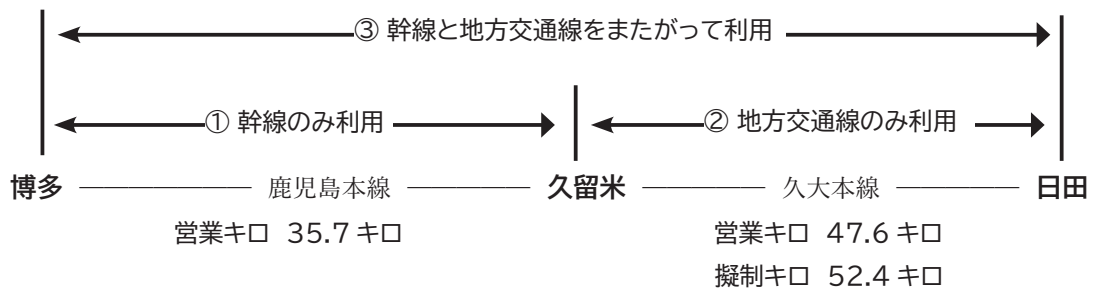 ③ 幹線と地方交通線をまたがって利用
① 幹線のみ利用
② 地方交通線のみ利用
博多 鹿児島本線 久留米 久大本線 日田
営業キロ 35.7 キロ
営業キロ 47.6 キロ
擬制キロ 52.4 キロ